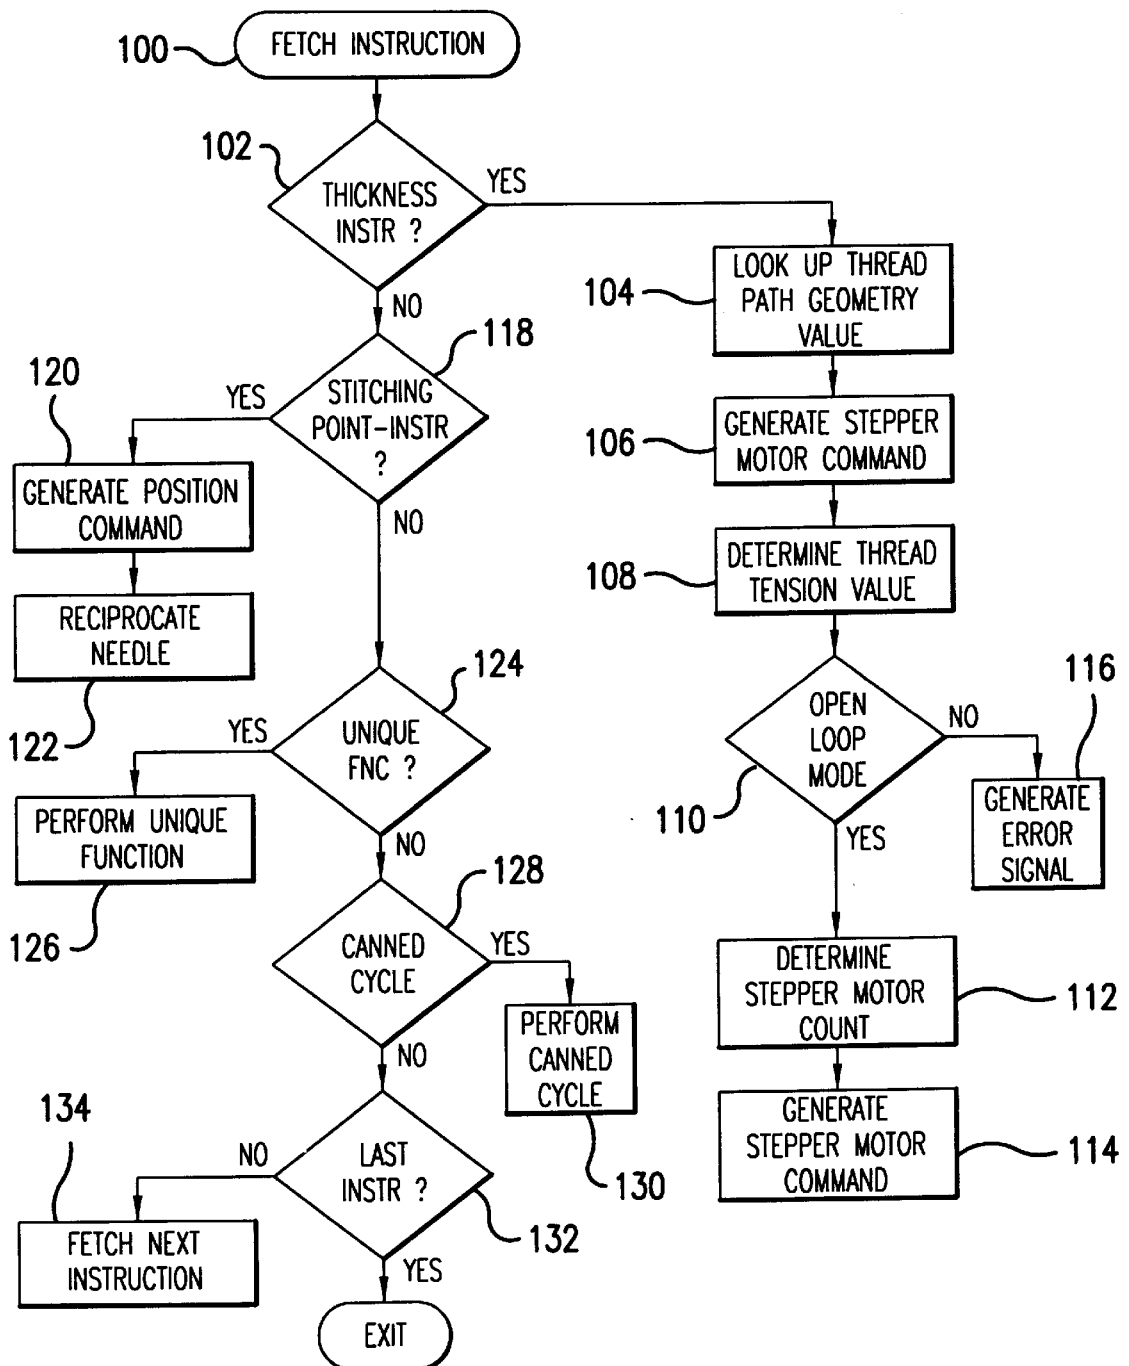 100
FETCH INSTRUCTION
102
THICKNESS
INSTR ?
YES
NO
104
LOOK UP THREAD
PATH GEOMETRY
VALUE
118
STITCHING
POINT-INSTR
?
YES
NO
120
GENERATE POSITION
COMMAND
RECIPROCATE
NEEDLE
122
106
GENERATE STEPPER
MOTOR COMMAND
108
DETERMINE THREAD
TENSION VALUE
OPEN
LOOP
MODE
110
NO
YES
116
GENERATE
ERROR
SIGNAL
124
UNIQUE
FNC ?
YES
NO
PERFORM UNIQUE
FUNCTION
126
128
CANNED
CYCLE
YES
NO
PERFORM
CANNED
CYCLE
130
DETERMINE
STEPPER MOTOR
COUNT
112
GENERATE
STEPPER MOTOR
COMMAND
114
LAST
INSTR ?
132
NO
YES
134
FETCH NEXT
INSTRUCTION
EXIT